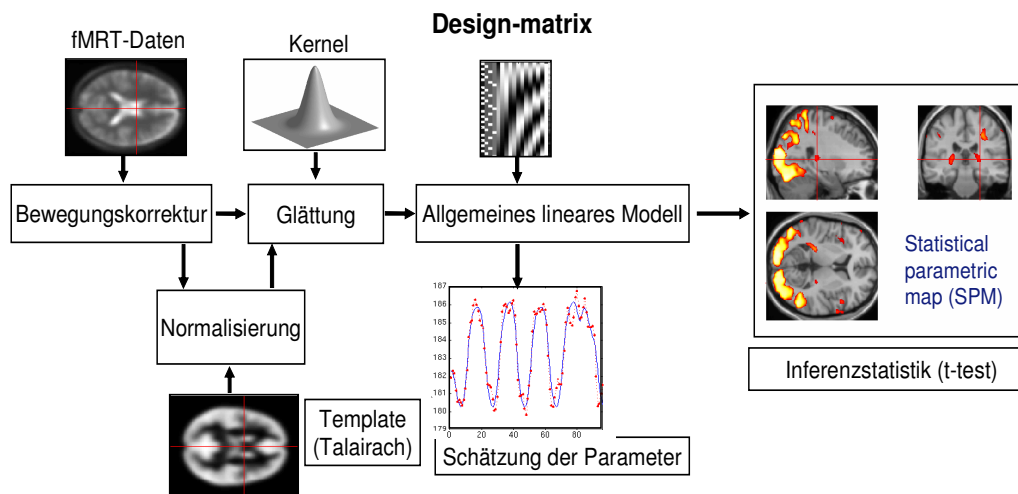 Design-matrix
fMRT-Daten
Kernel
Bewegungskorrektur
Glättung
Allgemeines lineares Modell
Statistical
parametric
map (SPM)
Normalisierung
187
186
185
184
183
182
181
180
179
0 20 40 60 80
Inferenzstatistik (t-test)
Template
(Talairach)
Schätzung der Parameter